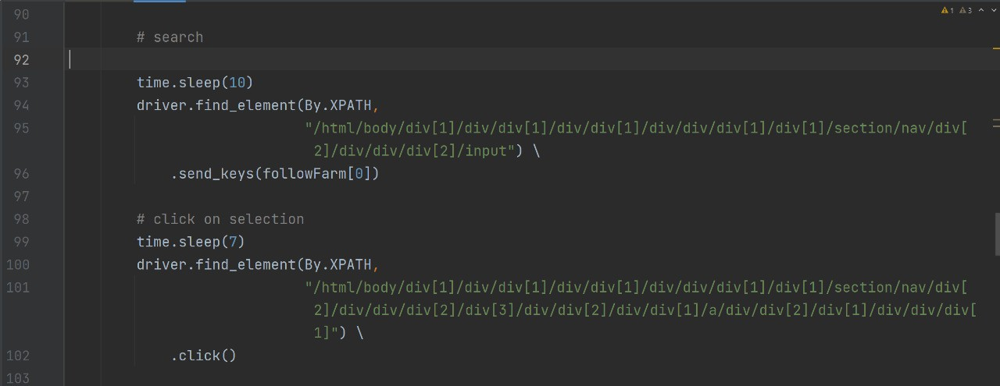 90
1 3
91 # search
92
93 time.sleep(10)
94 driver.find_element(By.XPATH,
95 "/html/body/div[1]/div/div[1]/div/div[1]/div/div/div[1]/div[1]/section/nav/div[
2]/div/div/div[2]/input") \
96 .send_keys(followFarm[0])
97
98 # click on selection
99 time.sleep(7)
100 driver.find_element(By.XPATH,
101 "/html/body/div[1]/div/div[1]/div/div[1]/div/div/div[1]/div[1]/section/nav/div[
2]/div/div/div[2]/div[3]/div/div[2]/div/div[1]/a/div/div[2]/div[1]/div/div/div[
1]") \
102 .click()
103